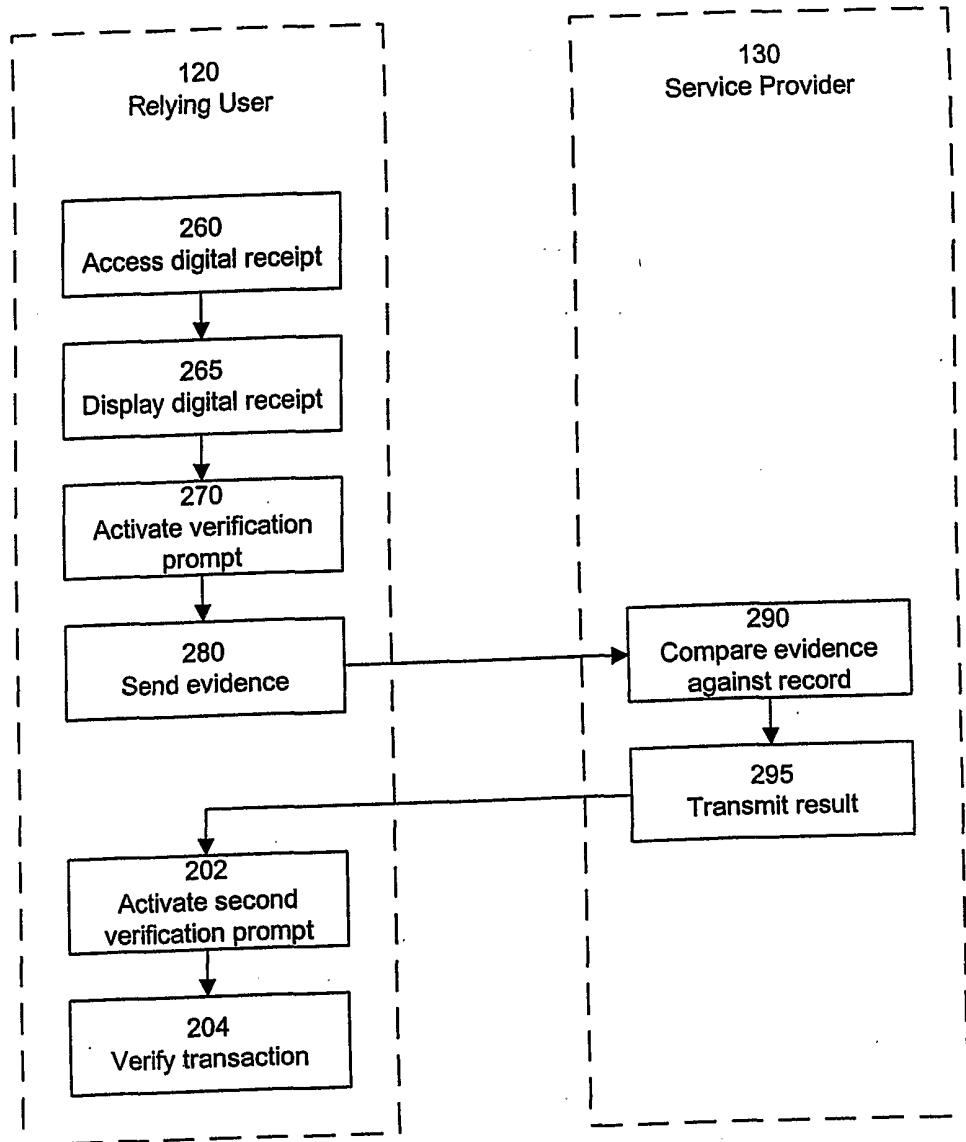 120
Relying User
130
Service Provider
260
Access digital receipt
265
Display digital receipt
270
Activate verification
prompt
280
Send evidence
290
Compare evidence
against record
295
Transmit result
202
Activate second
verification prompt
204
Verify transaction